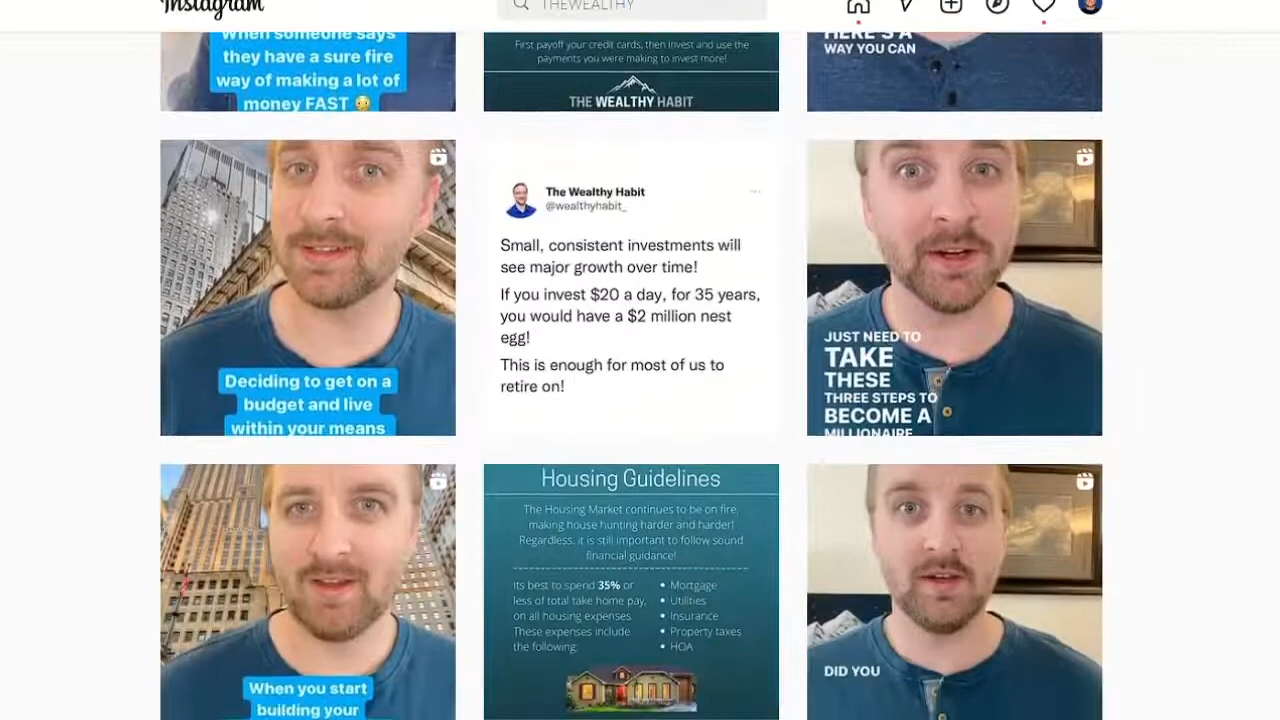 Instagram
THEWEALTHY
When someone says
they have a sure fire
way of making a lot of
money FAST 😳
First payoff your credit cards, then invest and use the
payments you were making to invest more!
THE WEALTHY HABIT
HERE'S A
WAY YOU CAN
Deciding to get on a
budget and live
within your means
The Wealthy Habit
@wealthyhabit_
Small, consistent investments will
see major growth over time!
If you invest $20 a day, for 35 years,
you would have a $2 million nest
egg!
This is enough for most of us to
retire on!
JUST NEED TO
TAKE
THESE
THREE STEPS TO
BECOME A
MILLIONAIRE
When you start
building your
Housing Guidelines
The Housing Market continues to be on fire,
making house hunting harder and harder!
Regardless, it is still important to follow sound
financial guidance!
Its best to spend 35% or
less of total take home pay,
on all housing expenses.
These expenses include
the following:
• Mortgage
• Utilities
• Insurance
• Property taxes
• HOA
DID YOU